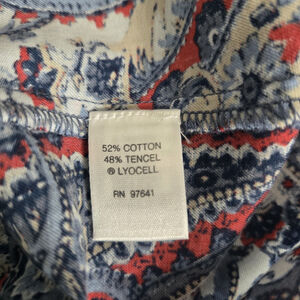 52% COTTON
48% TENCEL
® LYOCELL
RN 97641